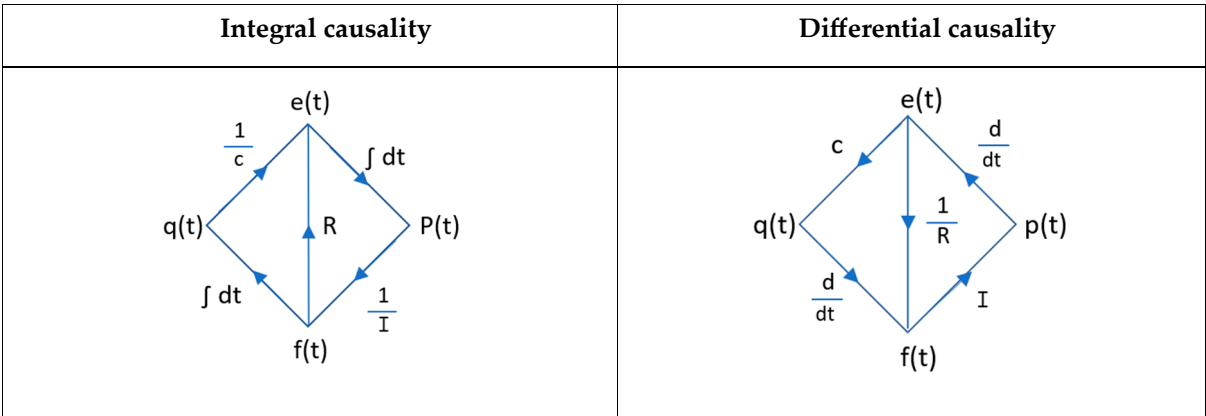 Integral causality
Differential causality
e(t)
1
c
∫ dt
q(t)
R
P(t)
∫ dt
1
I
f(t)
e(t)
c
d
dt
q(t)
1
R
p(t)
d
dt
I
f(t)